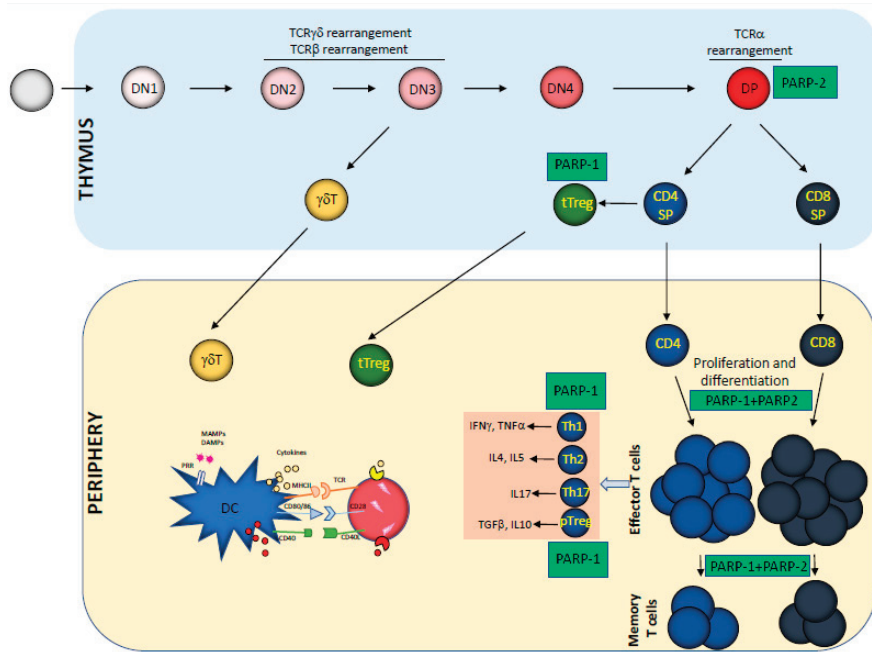 TCRγδ rearrangement
TCRβ rearrangement
TCRα
rearrangement
DN1
DN2
DN3
DN4
DP
PARP-2
THYMUS
PARP-1
γδT
tTreg
CD4
SP
CD8
SP
PERIPHERY
γδT
tTreg
CD4
CD8
Proliferation and
differentiation
PARP-1+PARP2
PARP-1
IFNγ, TNFα
Th1
IL4, IL5
Th2
IL17
Th17
TGFβ, IL10
pTreg
PARP-1
Effector T cells
MAMPs
DAMPs
PRR
Cytokines
MHCII
TCR
DC
CD80/86
CD28
CD40
CD40L
PARP-1+PARP-2
Memory
T cells